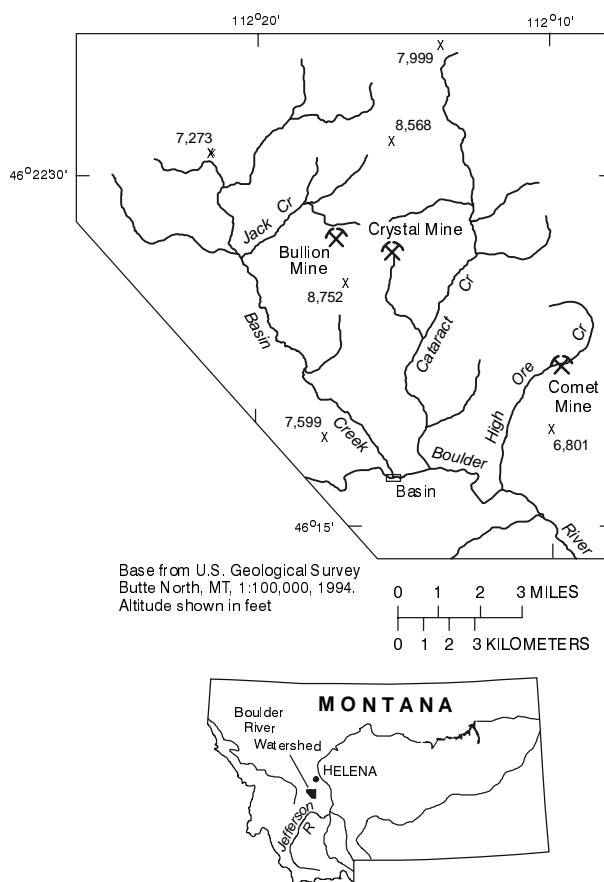 112°20'
112°10'
7,999
8,568
7,273
46°22'30'
Jack Cr
Crystal Mine
Bullion
Mine
8,752
Cataract Cr
Basin
Creek
High Ore Cr
Comet
Mine
7,599
6,801
Boulder
River
Basin
46°15'
Base from U.S. Geological Survey
Butte North, MT, 1:100,000, 1994.
Altitude shown in feet
0 1 2 3 MILES
0 1 2 3 KILOMETERS
MONTANA
Boulder
River
Watershed
HELENA
Jefferson
R